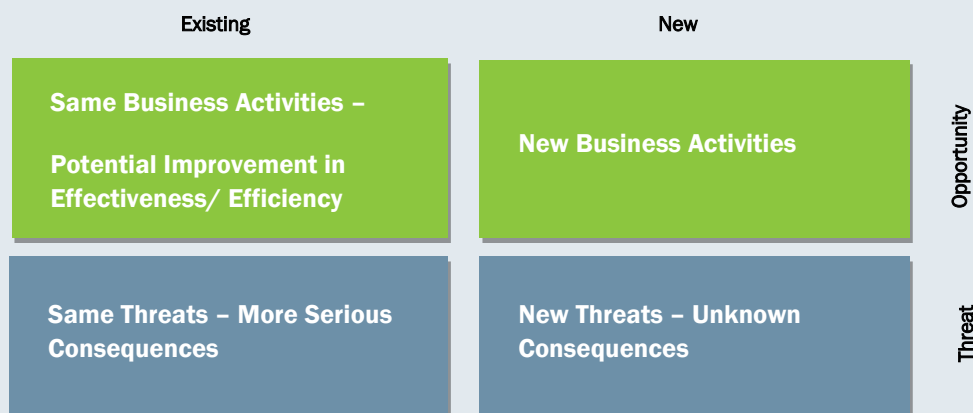 Existing
New
Same Business Activities –
Potential Improvement in
Effectiveness/ Efficiency
New Business Activities
Opportunity
Same Threats – More Serious
Consequences
New Threats – Unknown
Consequences
Threat